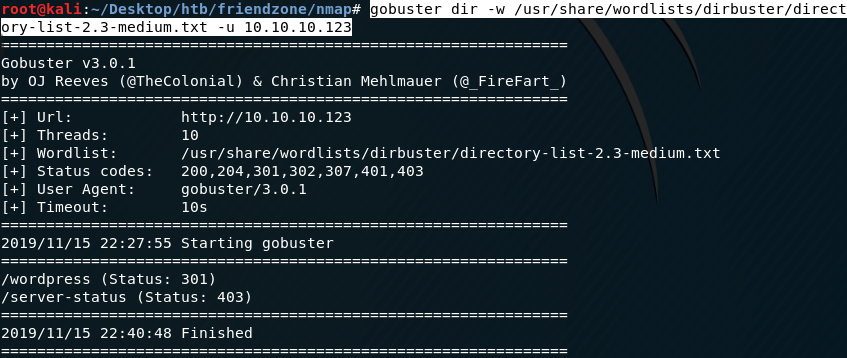 root@kali:~/Desktop/htb/friendzone/nmap# gobuster dir -w /usr/share/wordlists/dirbuster/direct
ory-list-2.3-medium.txt -u 10.10.10.123
===============================================================
Gobuster v3.0.1
by OJ Reeves (@TheColonial) & Christian Mehlmauer (@_FireFart_)
===============================================================
[+] Url:            http://10.10.10.123
[+] Threads:        10
[+] Wordlist:       /usr/share/wordlists/dirbuster/directory-list-2.3-medium.txt
[+] Status codes:   200,204,301,302,307,401,403
[+] User Agent:     gobuster/3.0.1
[+] Timeout:        10s
===============================================================
2019/11/15 22:27:55 Starting gobuster
===============================================================
/wordpress (Status: 301)
/server-status (Status: 403)
===============================================================
2019/11/15 22:40:48 Finished
===============================================================